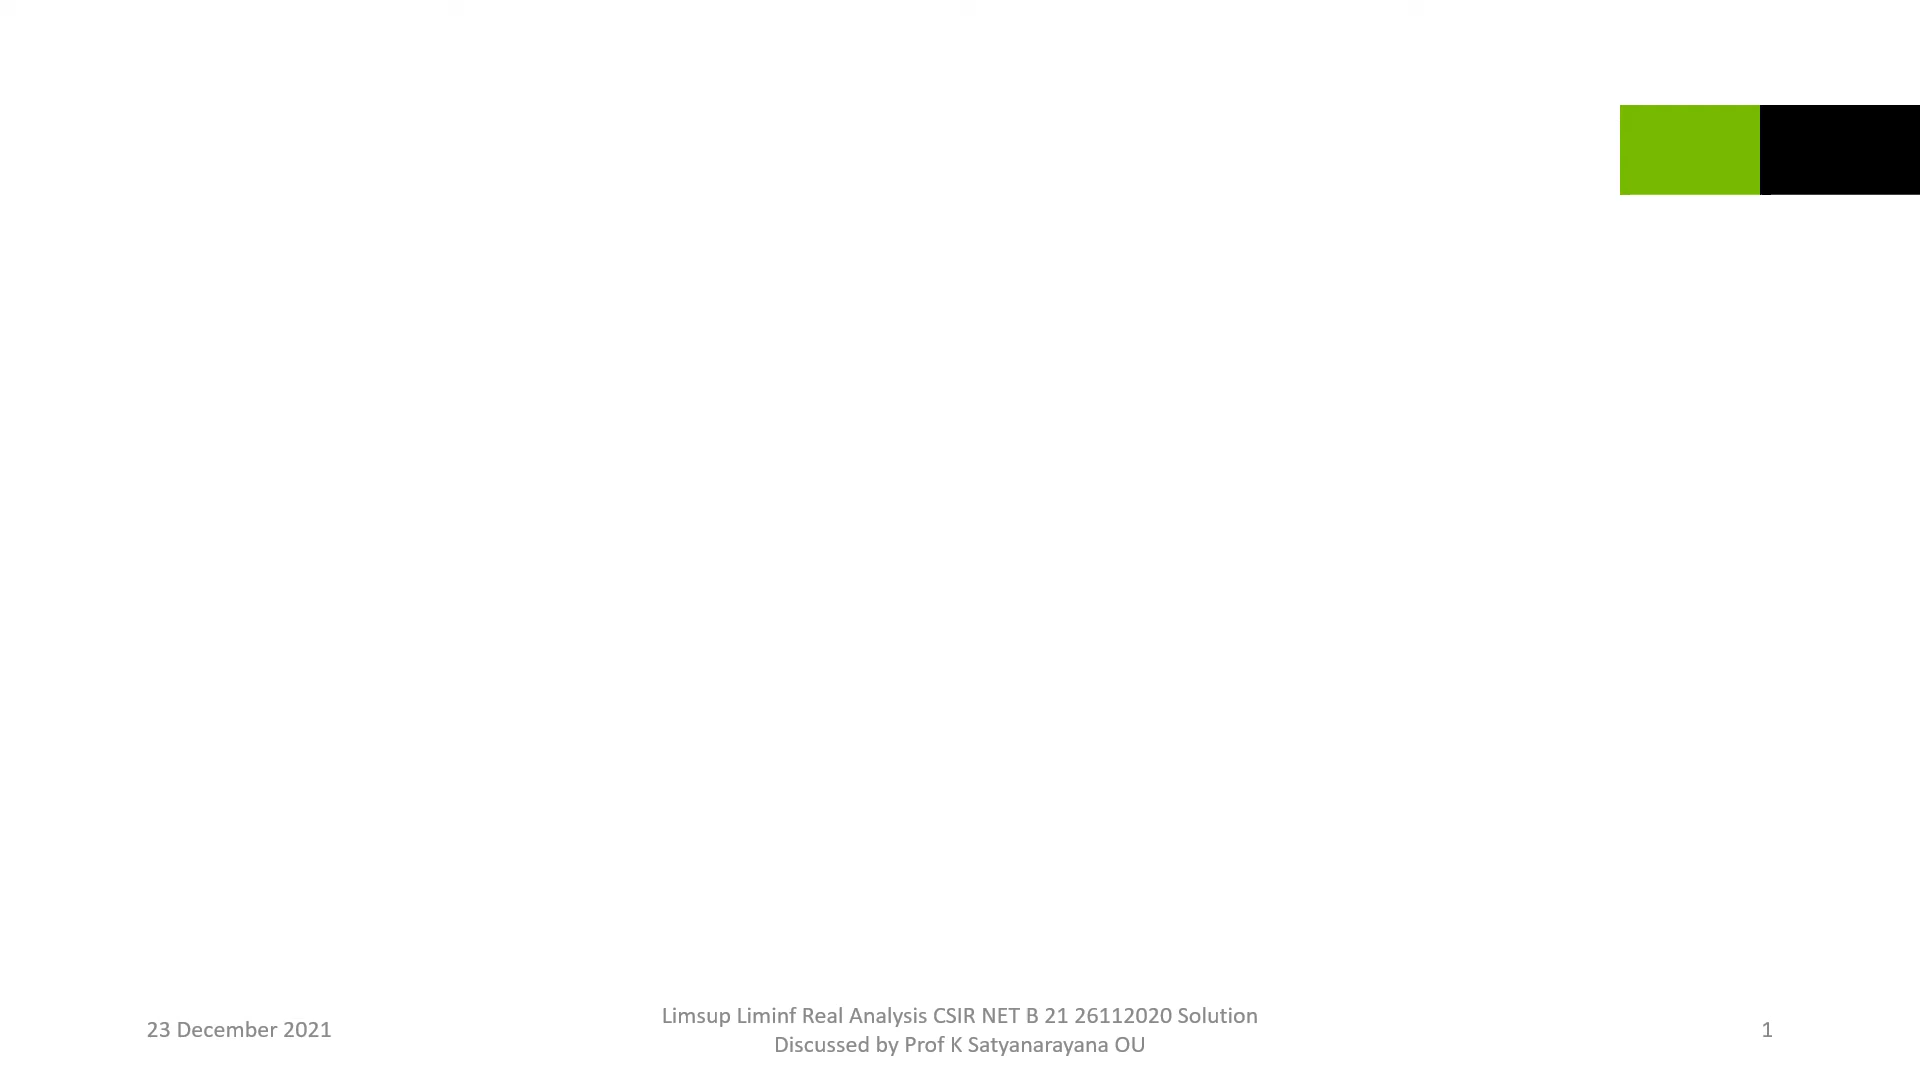 23 December 2021
Limsup Liminf Real Analysis CSIR NET B 21 26112020 Solution
Discussed by Prof K Satyanarayana OU
1